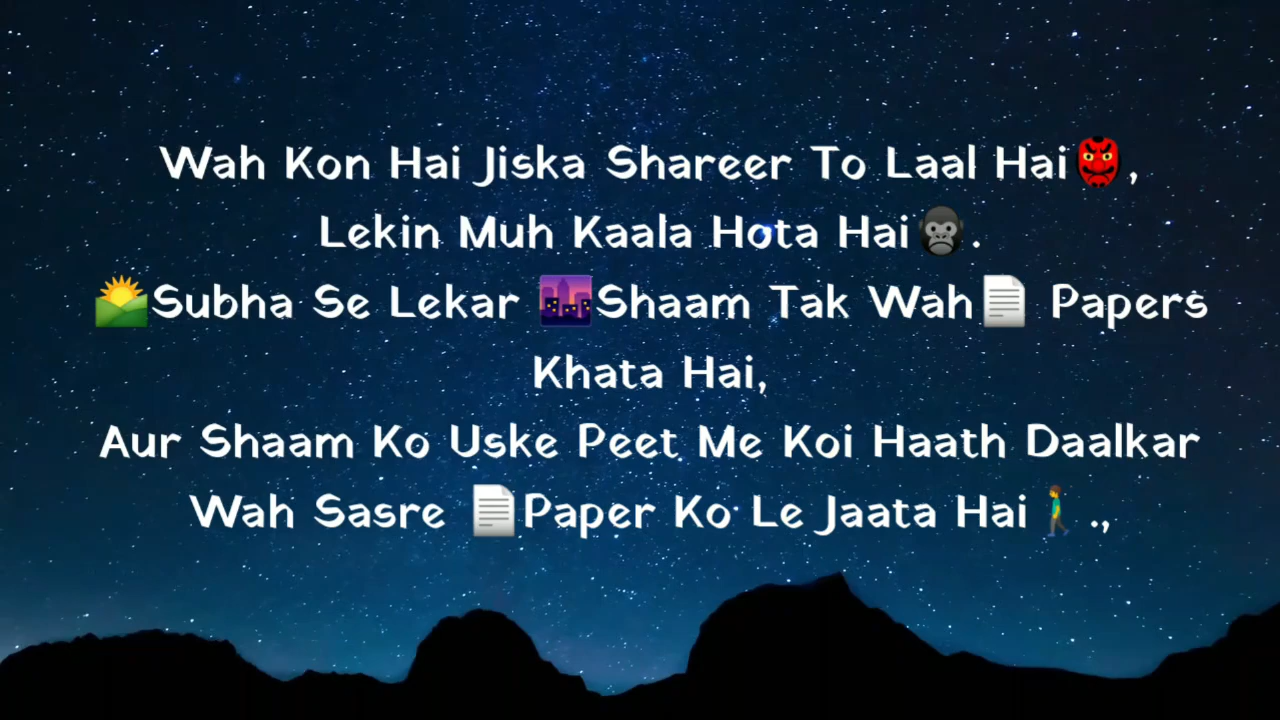 Wah Kon Hai Jiska Shareer To Laal Hai👹,
Lekin Muh Kaala Hota Hai🦍.
🌄Subha Se Lekar 🌆Shaam Tak Wah📄 Papers
Khata Hai,
Aur Shaam Ko Uske Peet Me Koi Haath Daalkar
Wah Sasre 📄Paper Ko Le Jaata Hai🚶‍♂️.,